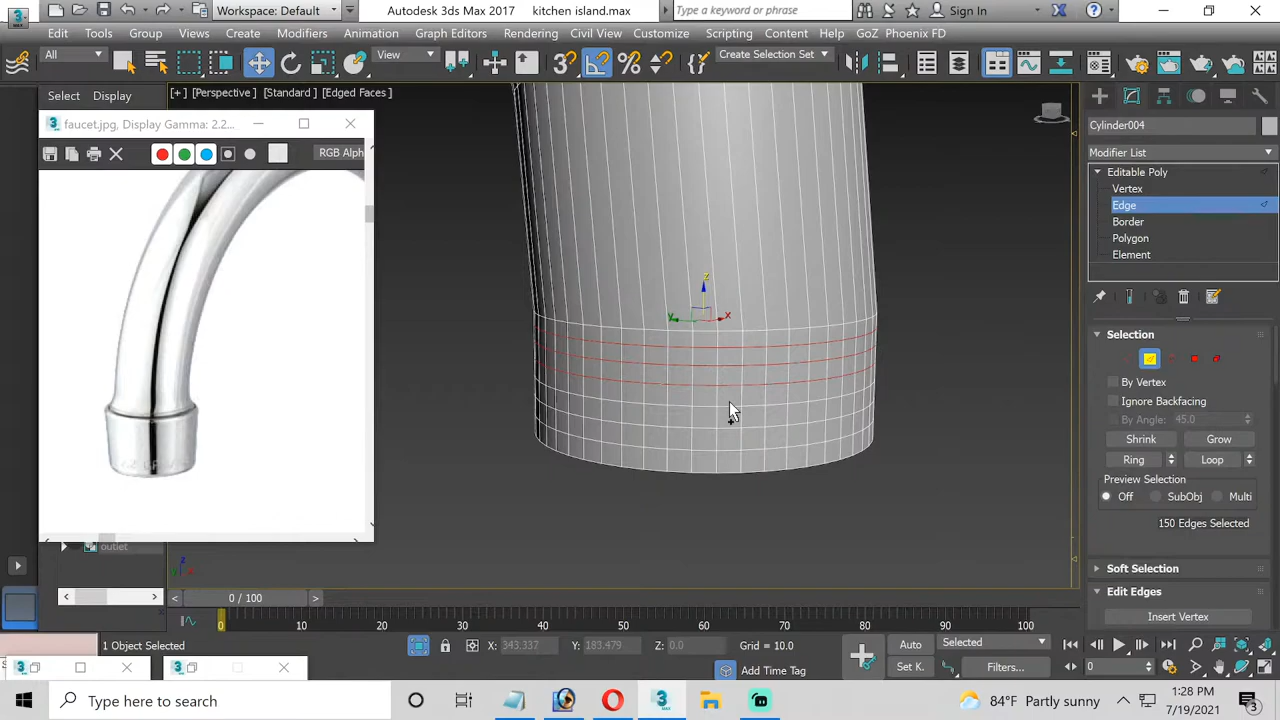 Workspace: Default
Autodesk 3ds Max 2017 kitchen island.max
Type a keyword or phrase
Sign In
Edit Tools Group Views Create Modifiers Animation Graph Editors Rendering Civil View Customize Scripting Content Help GoZ Phoenix FD
All
View
Create Selection Set
Select Display
[+] [Perspective] [Standard] [Edged Faces]
faucet.jpg, Display Gamma: 2.2...
RGB Alph
Cylinder004
Modifier List
Editable Poly
Vertex
Edge
Border
Polygon
Element
Selection
By Vertex
Ignore Backfacing
By Angle: 45.0
Shrink Grow
Ring Loop
Preview Selection
Off SubObj Multi
150 Edges Selected
Soft Selection
Edit Edges
Insert Vertex
outlet
z
y
x
0 / 100
0 10 20 30 40 50 60 70 80 90 100
1 Object Selected
X: 343.337 Y: 183.479 Z: 0.0 Grid = 10.0
Add Time Tag
Auto Selected
Set K. Filters...
0
Type here to search
84°F Partly sunny
1:28 PM
7/19/2021
3